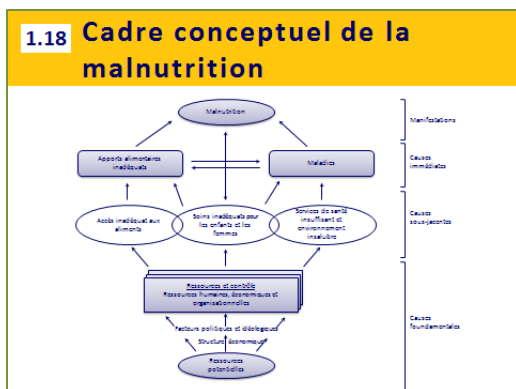 1.18 Cadre conceptuel de la
malnutrition
Malnutrition
Manifestations
Apports alimentaires
inadéquats
Maladies
Causes
immédiates
Accès inadéquat aux
aliments
Soins inadéquats pour
les enfants et les
femmes
Services de santé
insuffisant et
environnement
insalubre
Causes
sous-jacentes
Ressources et contrôle
Ressources humaines, économiques et
organisationnelles
Facteurs politiques et idéologiques
Structure économique
Ressources
potentielles
Causes
foundamentales